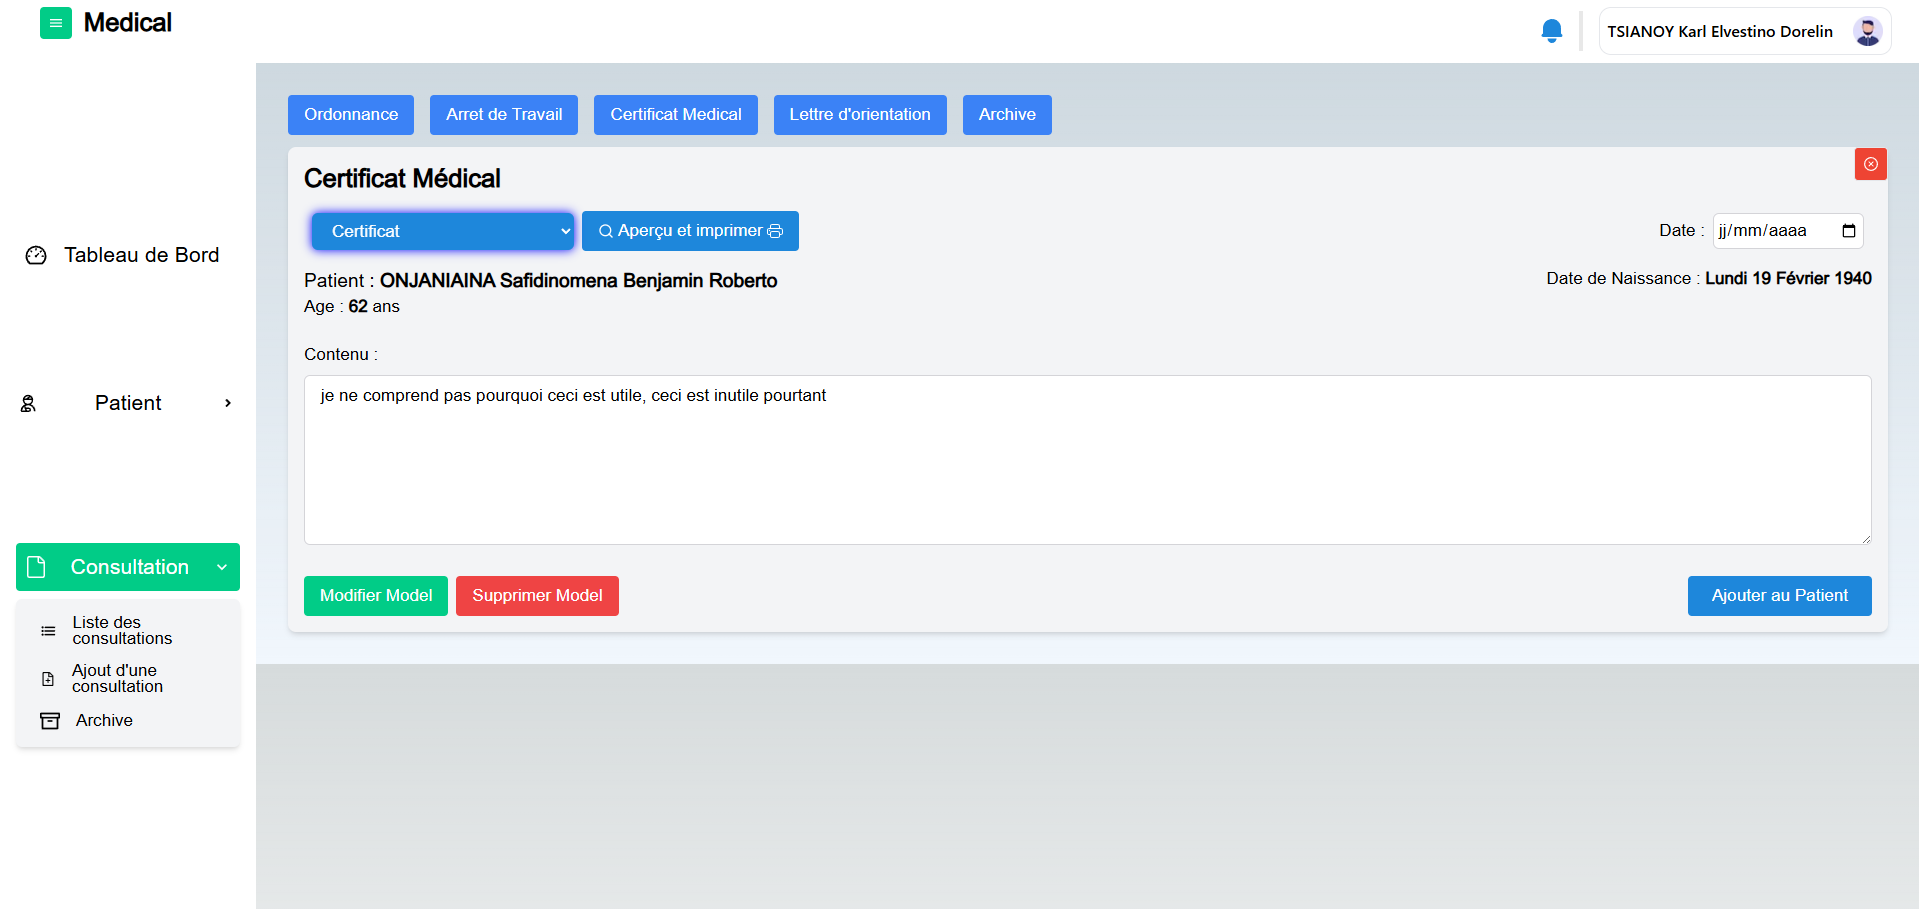 Medical
TSIANOY Karl Elvestino Dorelin
Ordonnance
Arret de Travail
Certificat Medical
Lettre d'orientation
Archive
Certificat Médical
Certificat
Aperçu et imprimer
Date :
jj/mm/aaaa
Patient : ONJANIAINA Safidinomena Benjamin Roberto
Date de Naissance : Lundi 19 Février 1940
Age : 62 ans
Contenu :
je ne comprend pas pourquoi ceci est utile, ceci est inutile pourtant
Modifier Model
Supprimer Model
Ajouter au Patient
Tableau de Bord
Patient
Consultation
Liste des
consultations
Ajout d'une
consultation
Archive